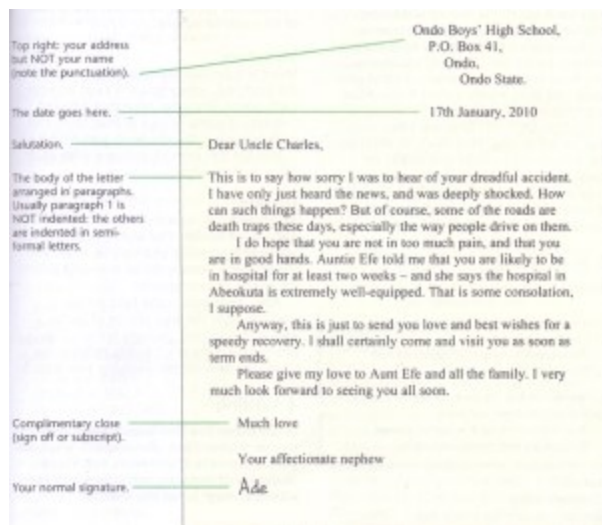 Ondo Boys' High School,
P.O. Box 41,
Ondo,
Ondo State.
Top right: your address
but NOT your name
(note the punctuation).
The date goes here.
17th January, 2010
Salutation.
Dear Uncle Charles,
The body of the letter
arranged in paragraphs.
Usually paragraph 1 is
NOT indented: the others
are indented in semi-
formal letters.
This is to say how sorry I was to hear of your dreadful accident.
I have only just heard the news, and was deeply shocked. How
can such things happen? But of course, some of the roads are
death traps these days, especially the way people drive on them.
I do hope that you are not in too much pain, and that you
are in good hands. Auntie Efe told me that you are likely to be
in hospital for at least two weeks – and she says the hospital in
Abeokuta is extremely well-equipped. That is some consolation,
I suppose.
Anyway, this is just to send you love and best wishes for a
speedy recovery. I shall certainly come and visit you as soon as
term ends.
Please give my love to Aunt Efe and all the family. I very
much look forward to seeing you all soon.
Complimentary close
(sign off or subscript).
Much love
Your affectionate nephew
Your normal signature.
Ade